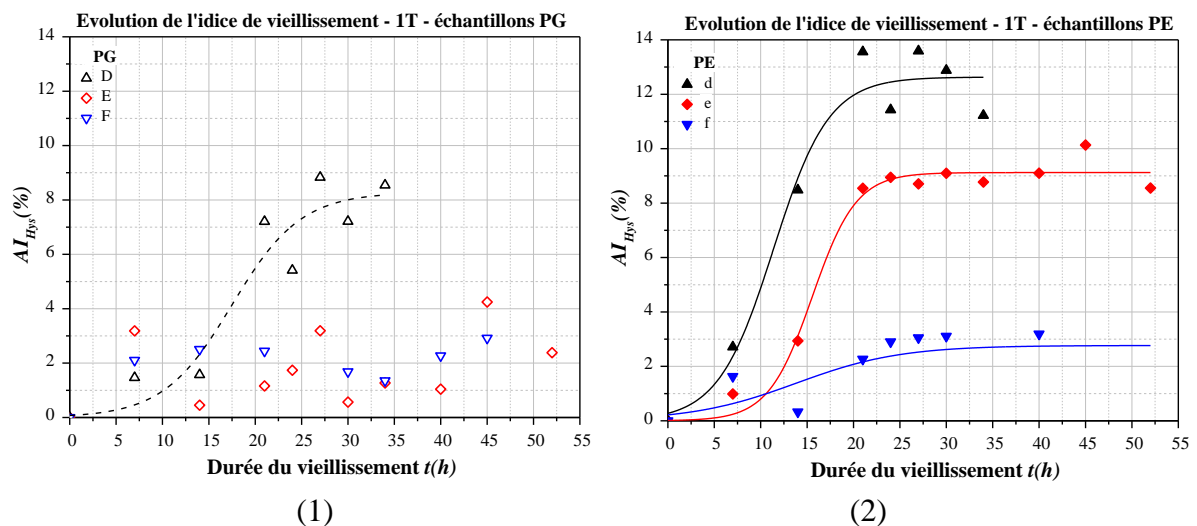 Evolution de l'idice de vieillissement - 1T - échantillons PG
14
12
10
8
6
4
2
0
AI_Hys(%)
PG
D
E
F
0 5 10 15 20 25 30 35 40 45 50 55
Durée du vieillissement t(h)
(1)
Evolution de l'idice de vieillissement - 1T - échantillons PE
14
12
10
8
6
4
2
0
AI_Hys(%)
PE
d
e
f
0 5 10 15 20 25 30 35 40 45 50 55
Durée du vieillissement t(h)
(2)